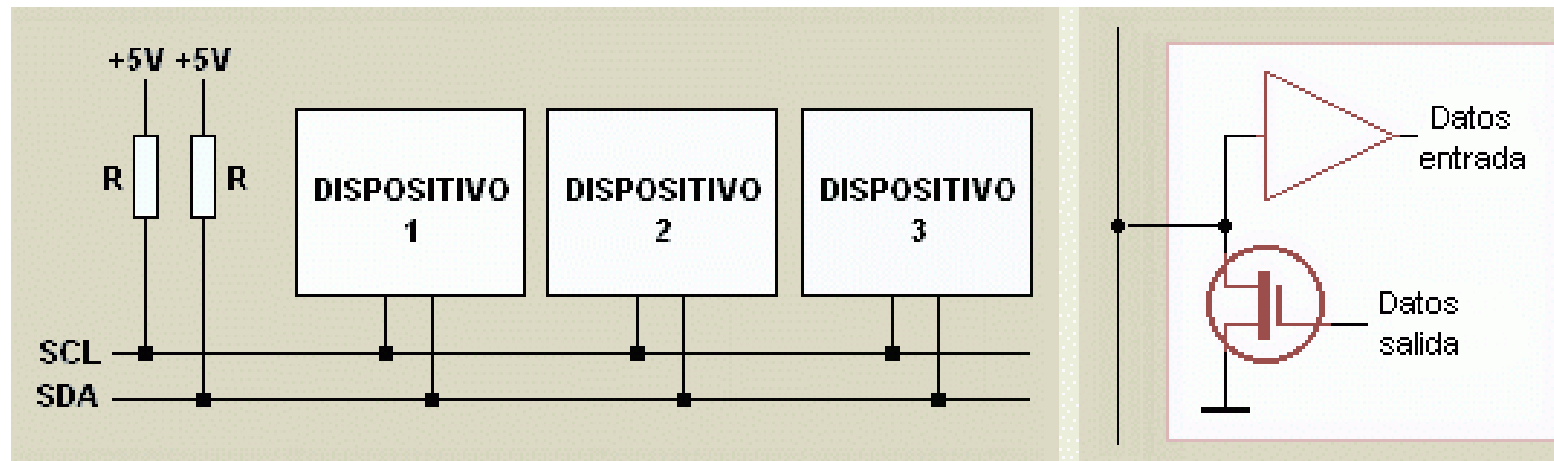 +5V +5V
R
R
DISPOSITIVO
1
DISPOSITIVO
2
DISPOSITIVO
3
SCL
SDA
Datos
entrada
Datos
salida